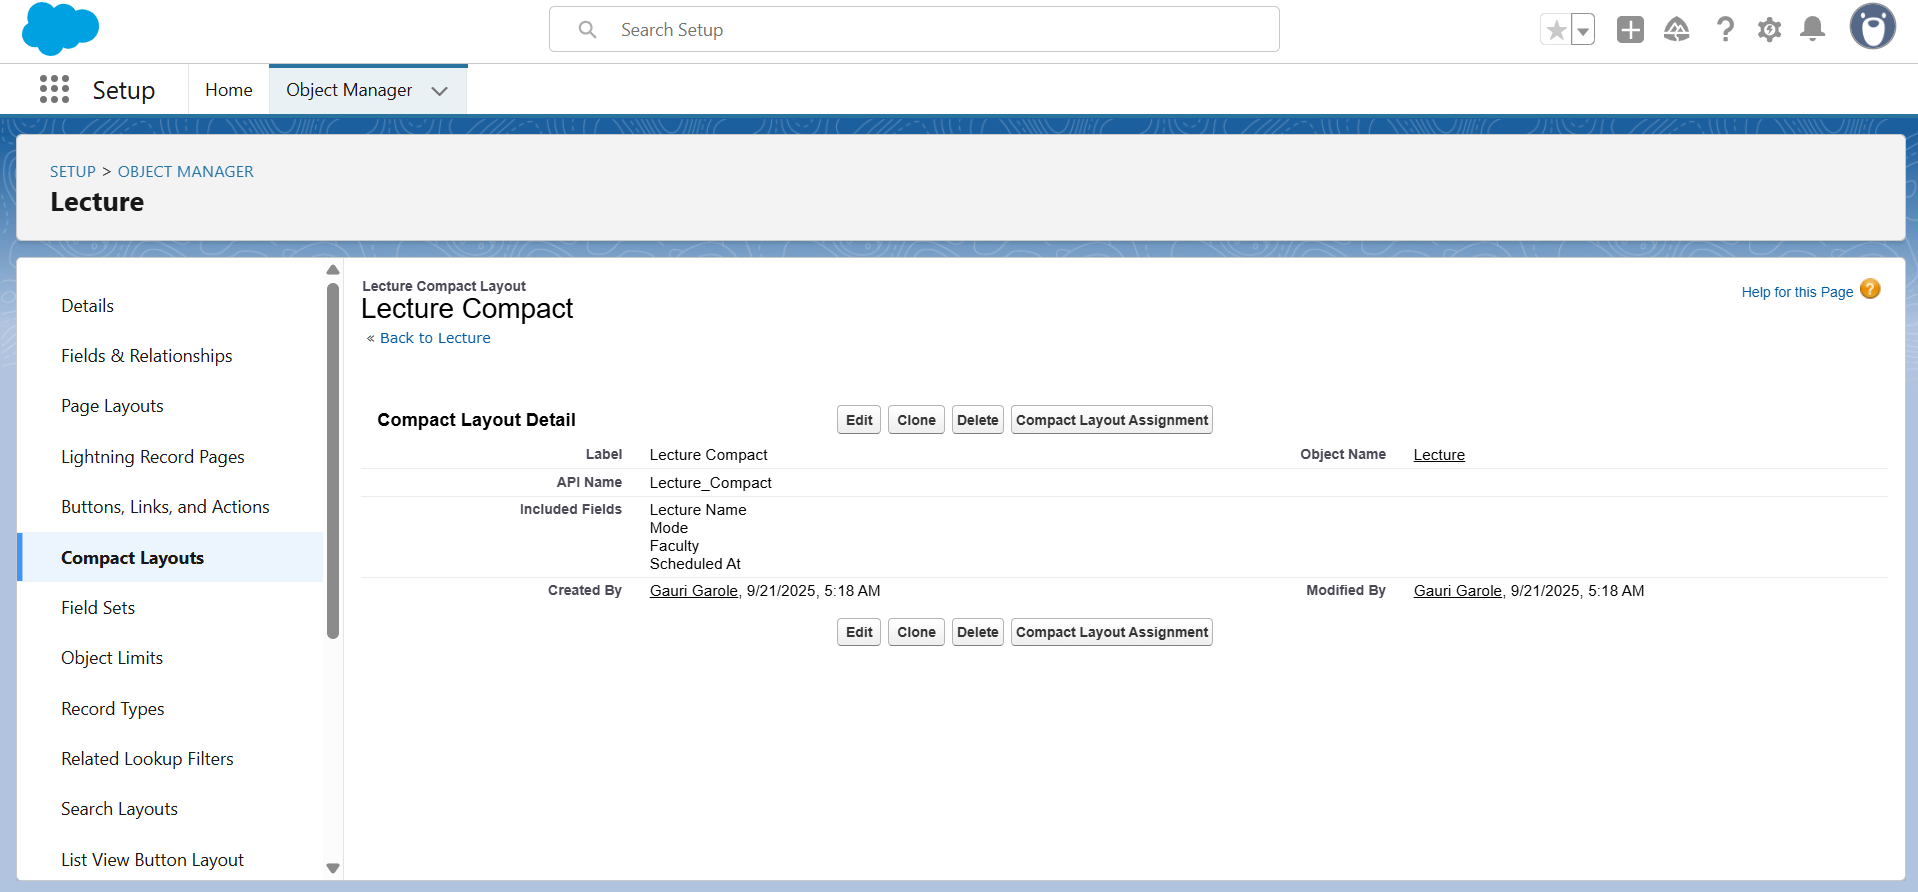 Search Setup
Setup
Home
Object Manager
SETUP > OBJECT MANAGER
Lecture
Details
Fields & Relationships
Page Layouts
Lightning Record Pages
Buttons, Links, and Actions
Compact Layouts
Field Sets
Object Limits
Record Types
Related Lookup Filters
Search Layouts
List View Button Layout
Lecture Compact Layout
Lecture Compact
« Back to Lecture
Help for this Page ?
Compact Layout Detail
Edit Clone Delete Compact Layout Assignment
Label Lecture Compact Object Name Lecture
API Name Lecture_Compact
Included Fields Lecture Name
Mode
Faculty
Scheduled At
Created By Gauri Garole, 9/21/2025, 5:18 AM Modified By Gauri Garole, 9/21/2025, 5:18 AM
Edit Clone Delete Compact Layout Assignment